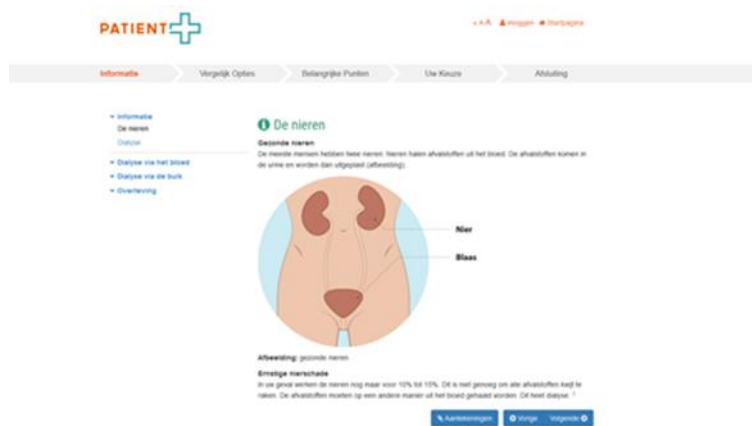 PATIENT
A A A Inloggen Startpagina
Informatie Vergelijk Opties Belangrijke Punten Uw Keuze Afsluiting
Informatie
De nieren
Dialyse
Dialyse via het bloed
Dialyse via de buik
Overleving
De nieren
Gezonde nieren
De meeste mensen hebben twee nieren. Nieren halen afvalstoffen uit het bloed. De afvalstoffen komen in
de urine en worden dan uitgeplast (afbeelding).
Nier
Blaas
Afbeelding: gezonde nieren
Ernstige nierschade
In uw geval werken de nieren nog maar voor 10% tot 15%. Dit is niet genoeg om alle afvalstoffen kwijt te
raken. De afvalstoffen moeten op een andere manier uit het bloed gehaald worden. Dit heet dialyse. 1
Aantekeningen Vorige Volgende